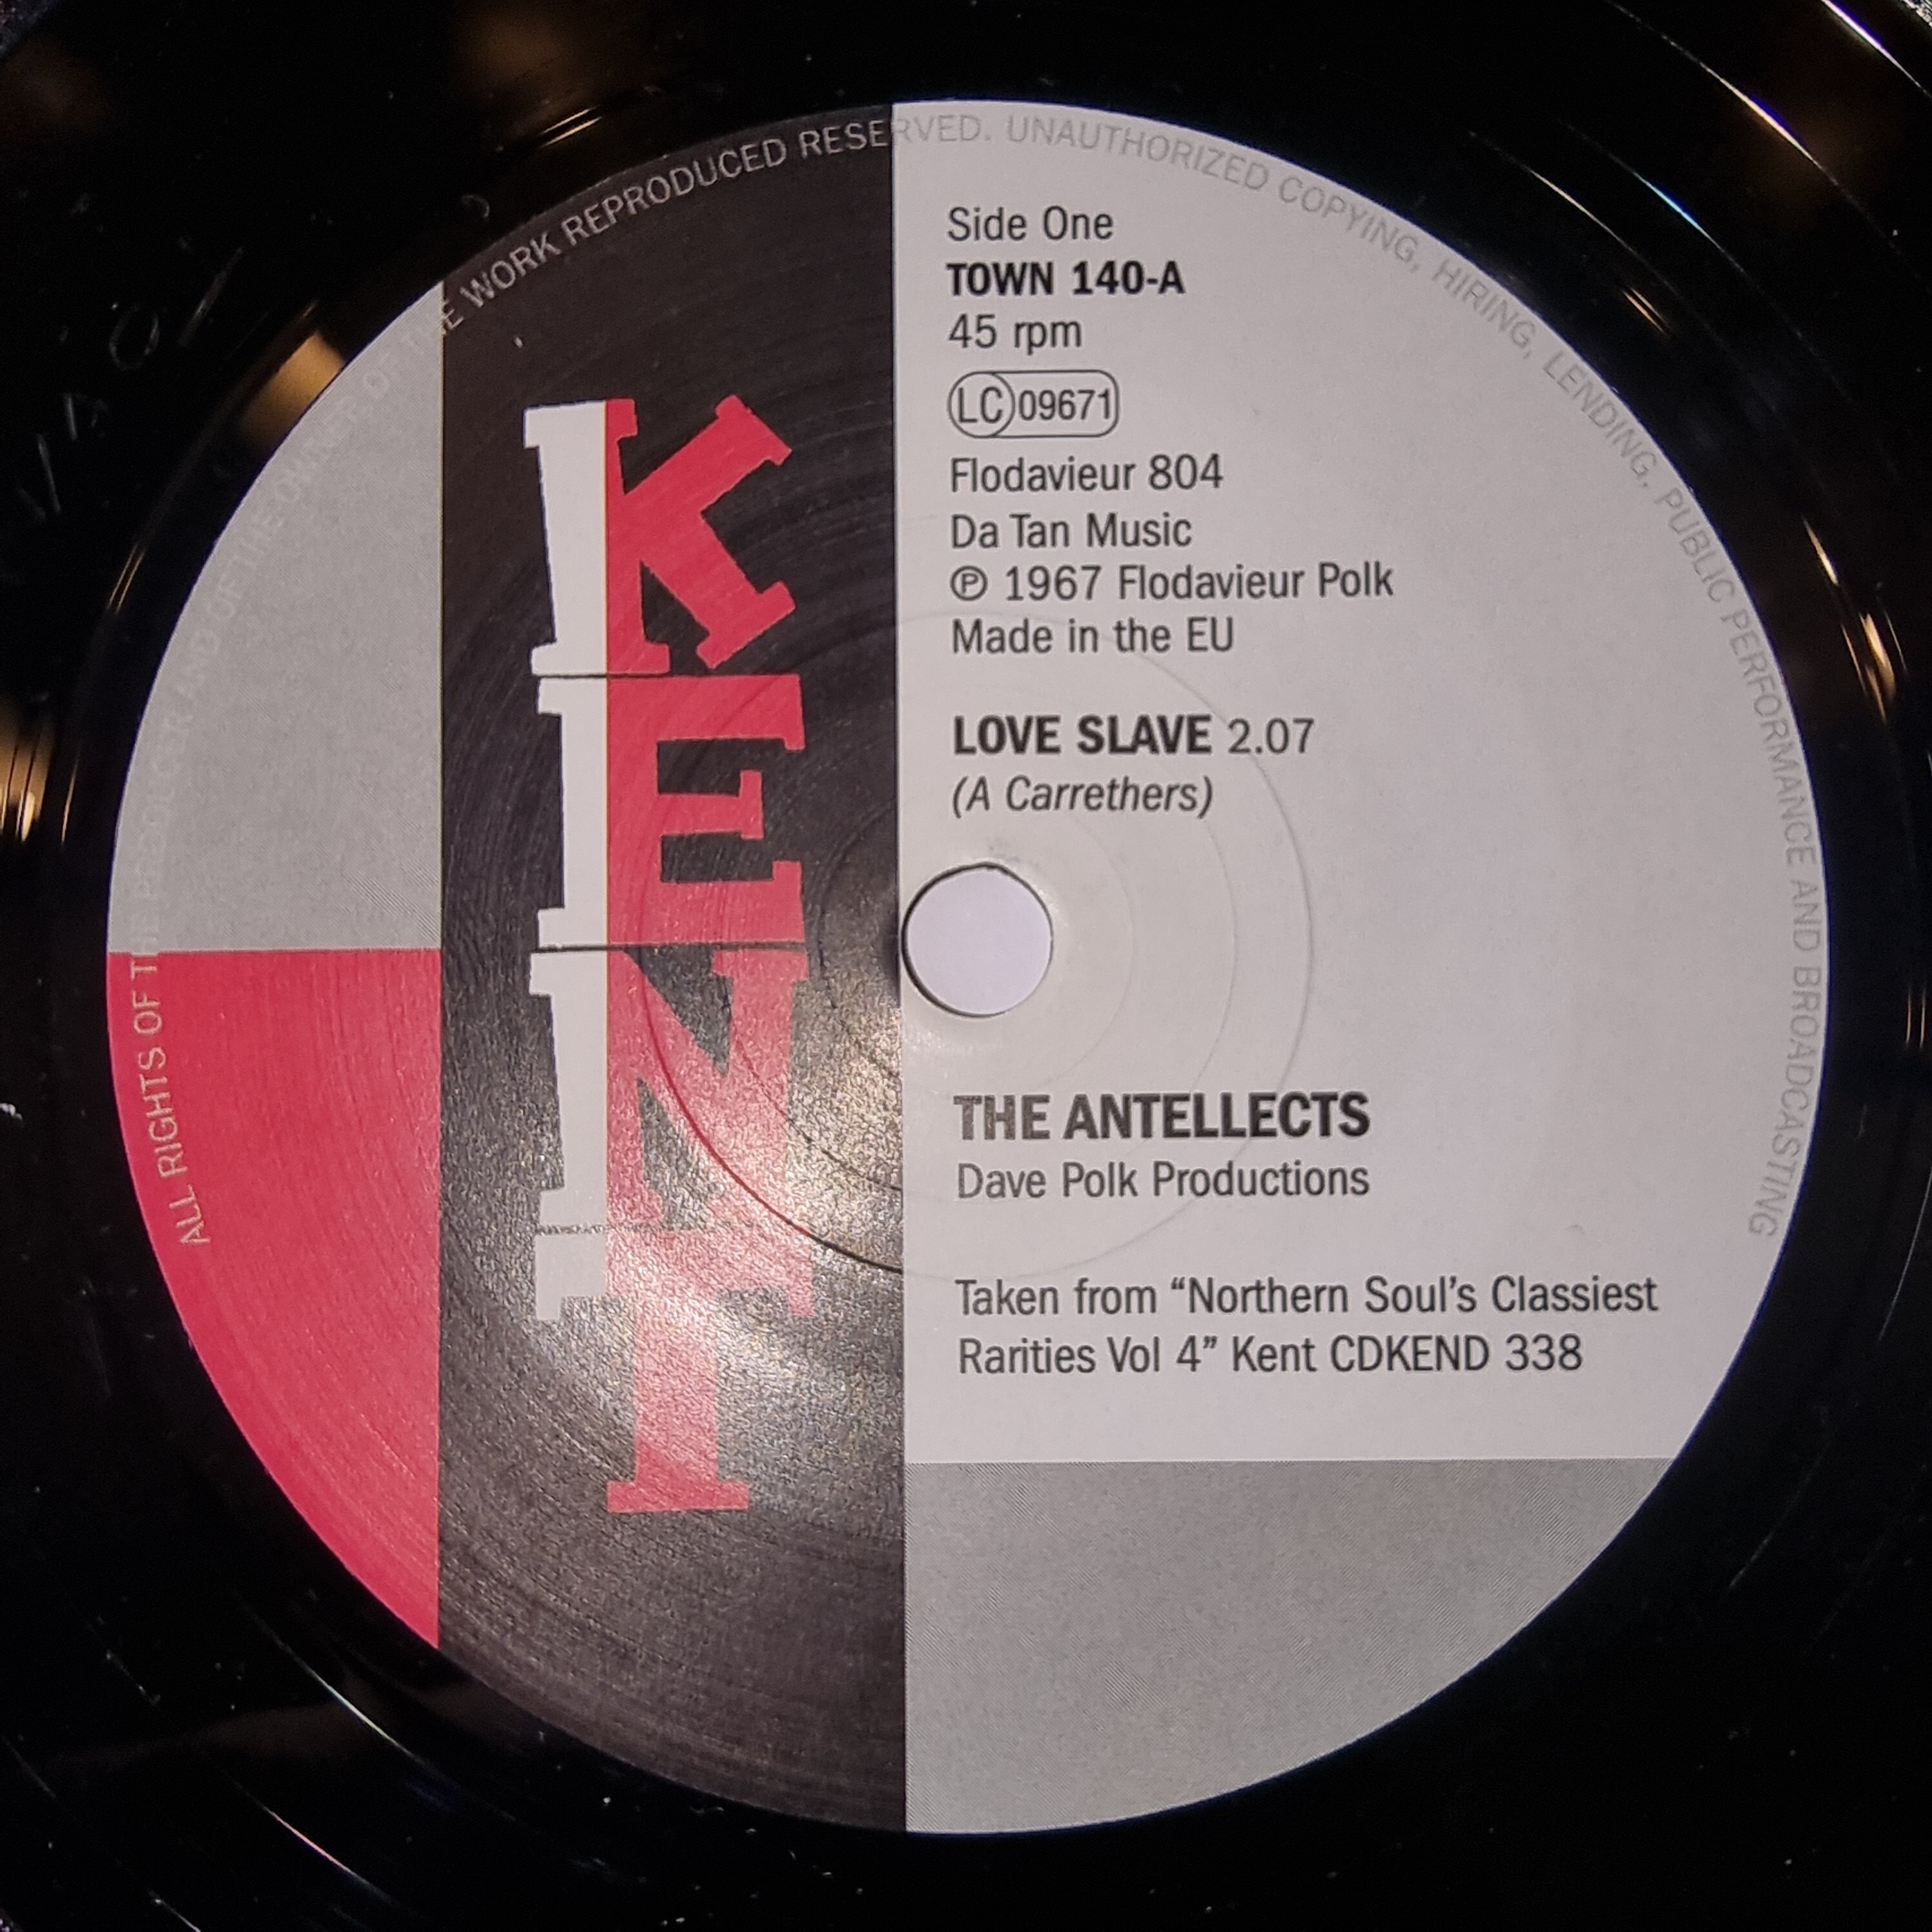 ALL RIGHTS OF THE PRODUCER AND OF THE OWNER OF THE WORK REPRODUCED RESERVED. UNAUTHORIZED COPYING, HIRING, LENDING, PUBLIC PERFORMANCE AND BROADCASTING
KENT
Side One
TOWN 140-A
45 rpm
LC 09671
Flodavieur 804
Da Tan Music
℗ 1967 Flodavieur Polk
Made in the EU
LOVE SLAVE 2.07
(A Carrethers)
THE ANTELLECTS
Dave Polk Productions
Taken from “Northern Soul’s Classiest
Rarities Vol 4” Kent CDKEND 338